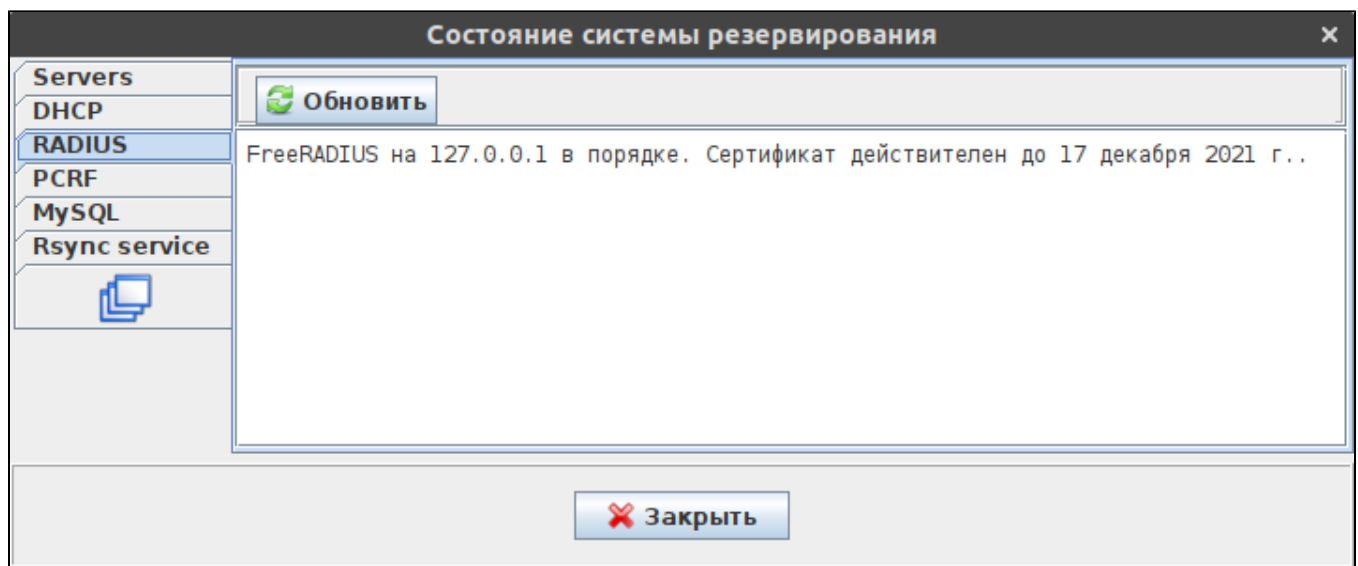 Состояние системы резервирования
Servers
DHCP
RADIUS
PCRF
MySQL
Rsync service
Обновить
FreeRADIUS на 127.0.0.1 в порядке. Сертификат действителен до 17 декабря 2021 г..
Закрыть